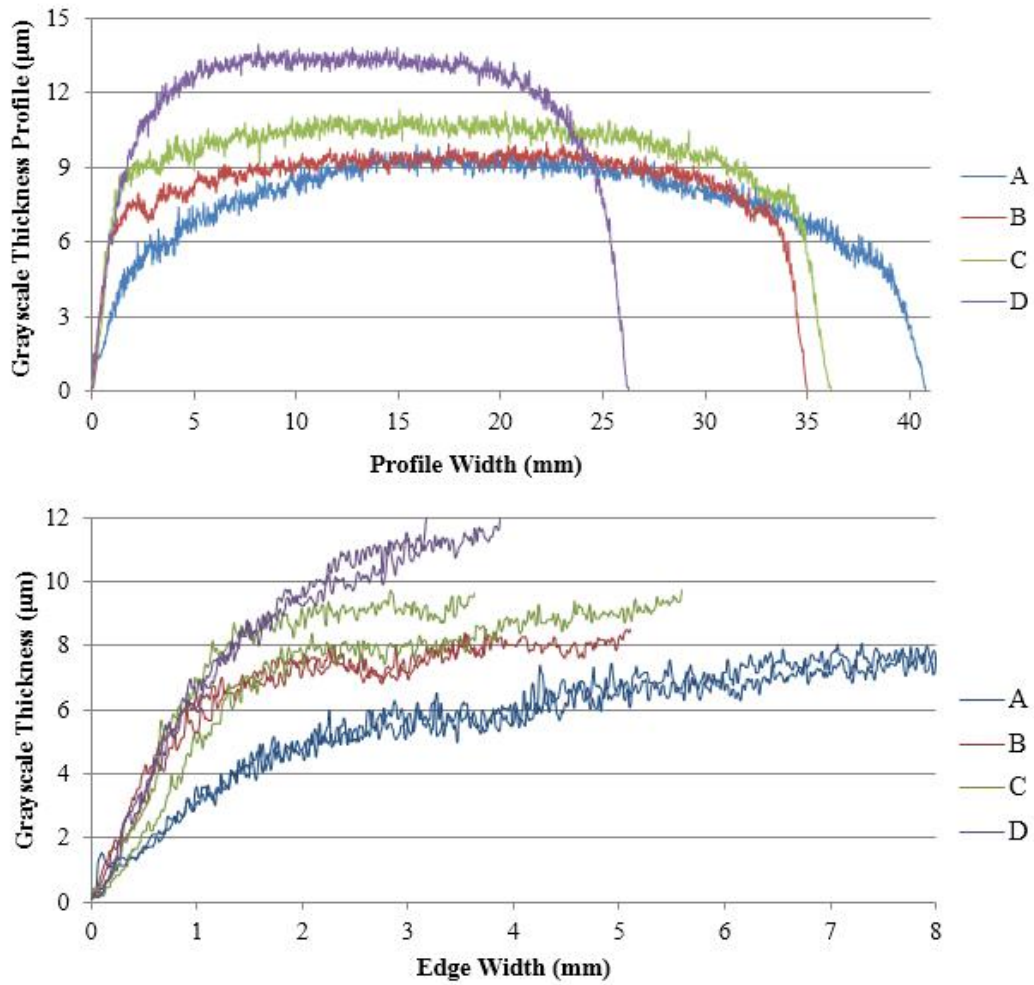 Grayscale Thickness Profile (µm)
15
12
9
6
3
0
0 5 10 15 20 25 30 35 40
Profile Width (mm)
A
B
C
D
Grayscale Thickness (µm)
12
10
8
6
4
2
0
0 1 2 3 4 5 6 7 8
Edge Width (mm)
A
B
C
D